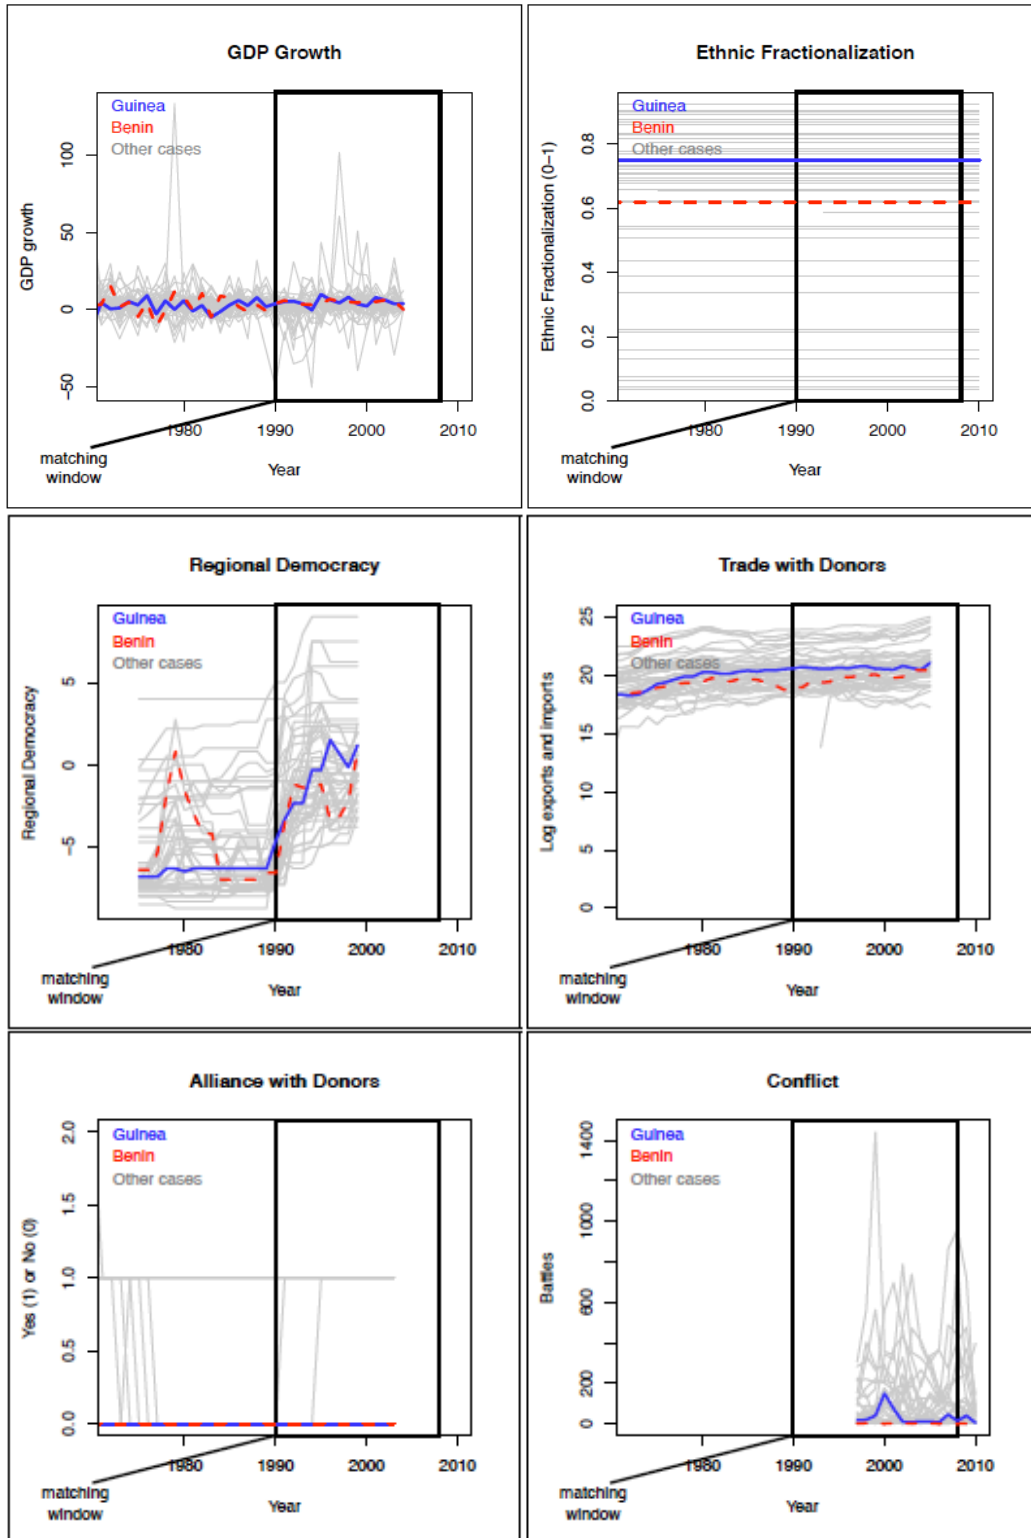 GDP Growth
Guinea
Benin
Other cases
GDP growth
100
50
0
−50
1980
1990
2000
2010
matching
window
Year
Ethnic Fractionalization
Guinea
Benin
Other cases
Ethnic Fractionalization (0−1)
0.8
0.6
0.4
0.2
0.0
1980
1990
2000
2010
matching
window
Year
Regional Democracy
Guinea
Benin
Other cases
Regional Democracy
5
0
−5
1980
1990
2000
2010
matching
window
Year
Trade with Donors
Guinea
Benin
Other cases
Log exports and imports
25
20
15
10
5
0
1980
1990
2000
2010
matching
window
Year
Alliance with Donors
Guinea
Benin
Other cases
Yes (1) or No (0)
2.0
1.5
1.0
0.5
0.0
1980
1990
2000
2010
matching
window
Year
Conflict
Guinea
Benin
Other cases
Battles
1400
1000
600
200
0
1980
1990
2000
2010
matching
window
Year